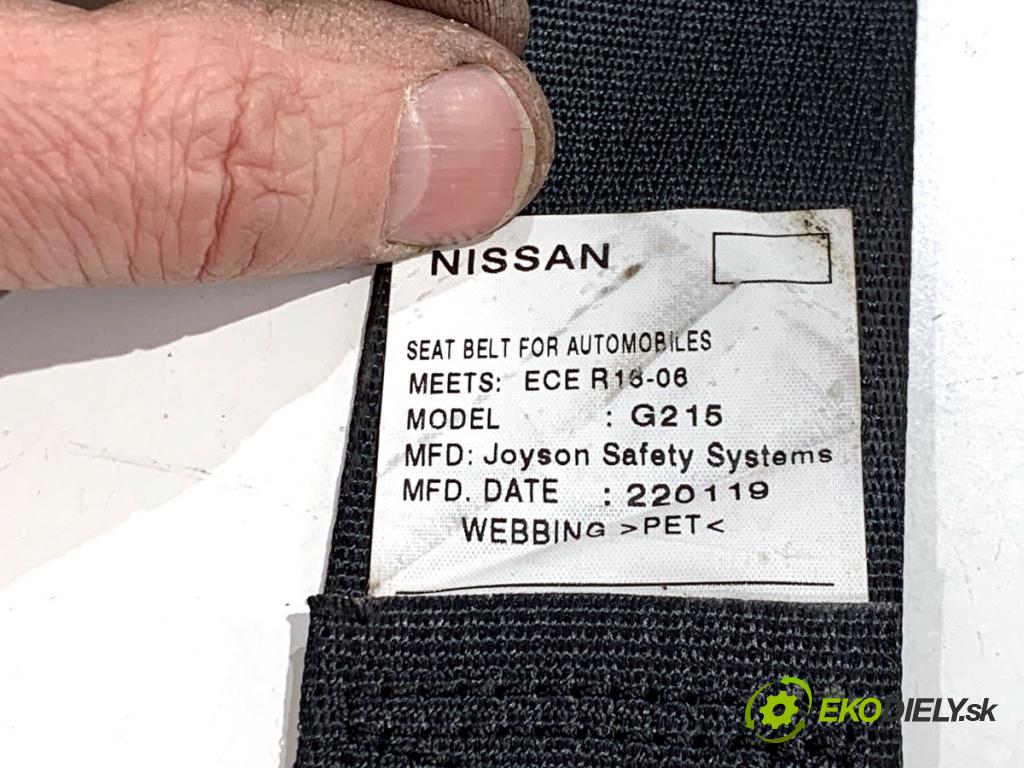 NISSAN
SEAT BELT FOR AUTOMOBILES
MEETS: ECE R16-06
MODEL : G215
MFD: Joyson Safety Systems
MFD. DATE : 220119
WEBBING >PET<
EKODIELY.sk